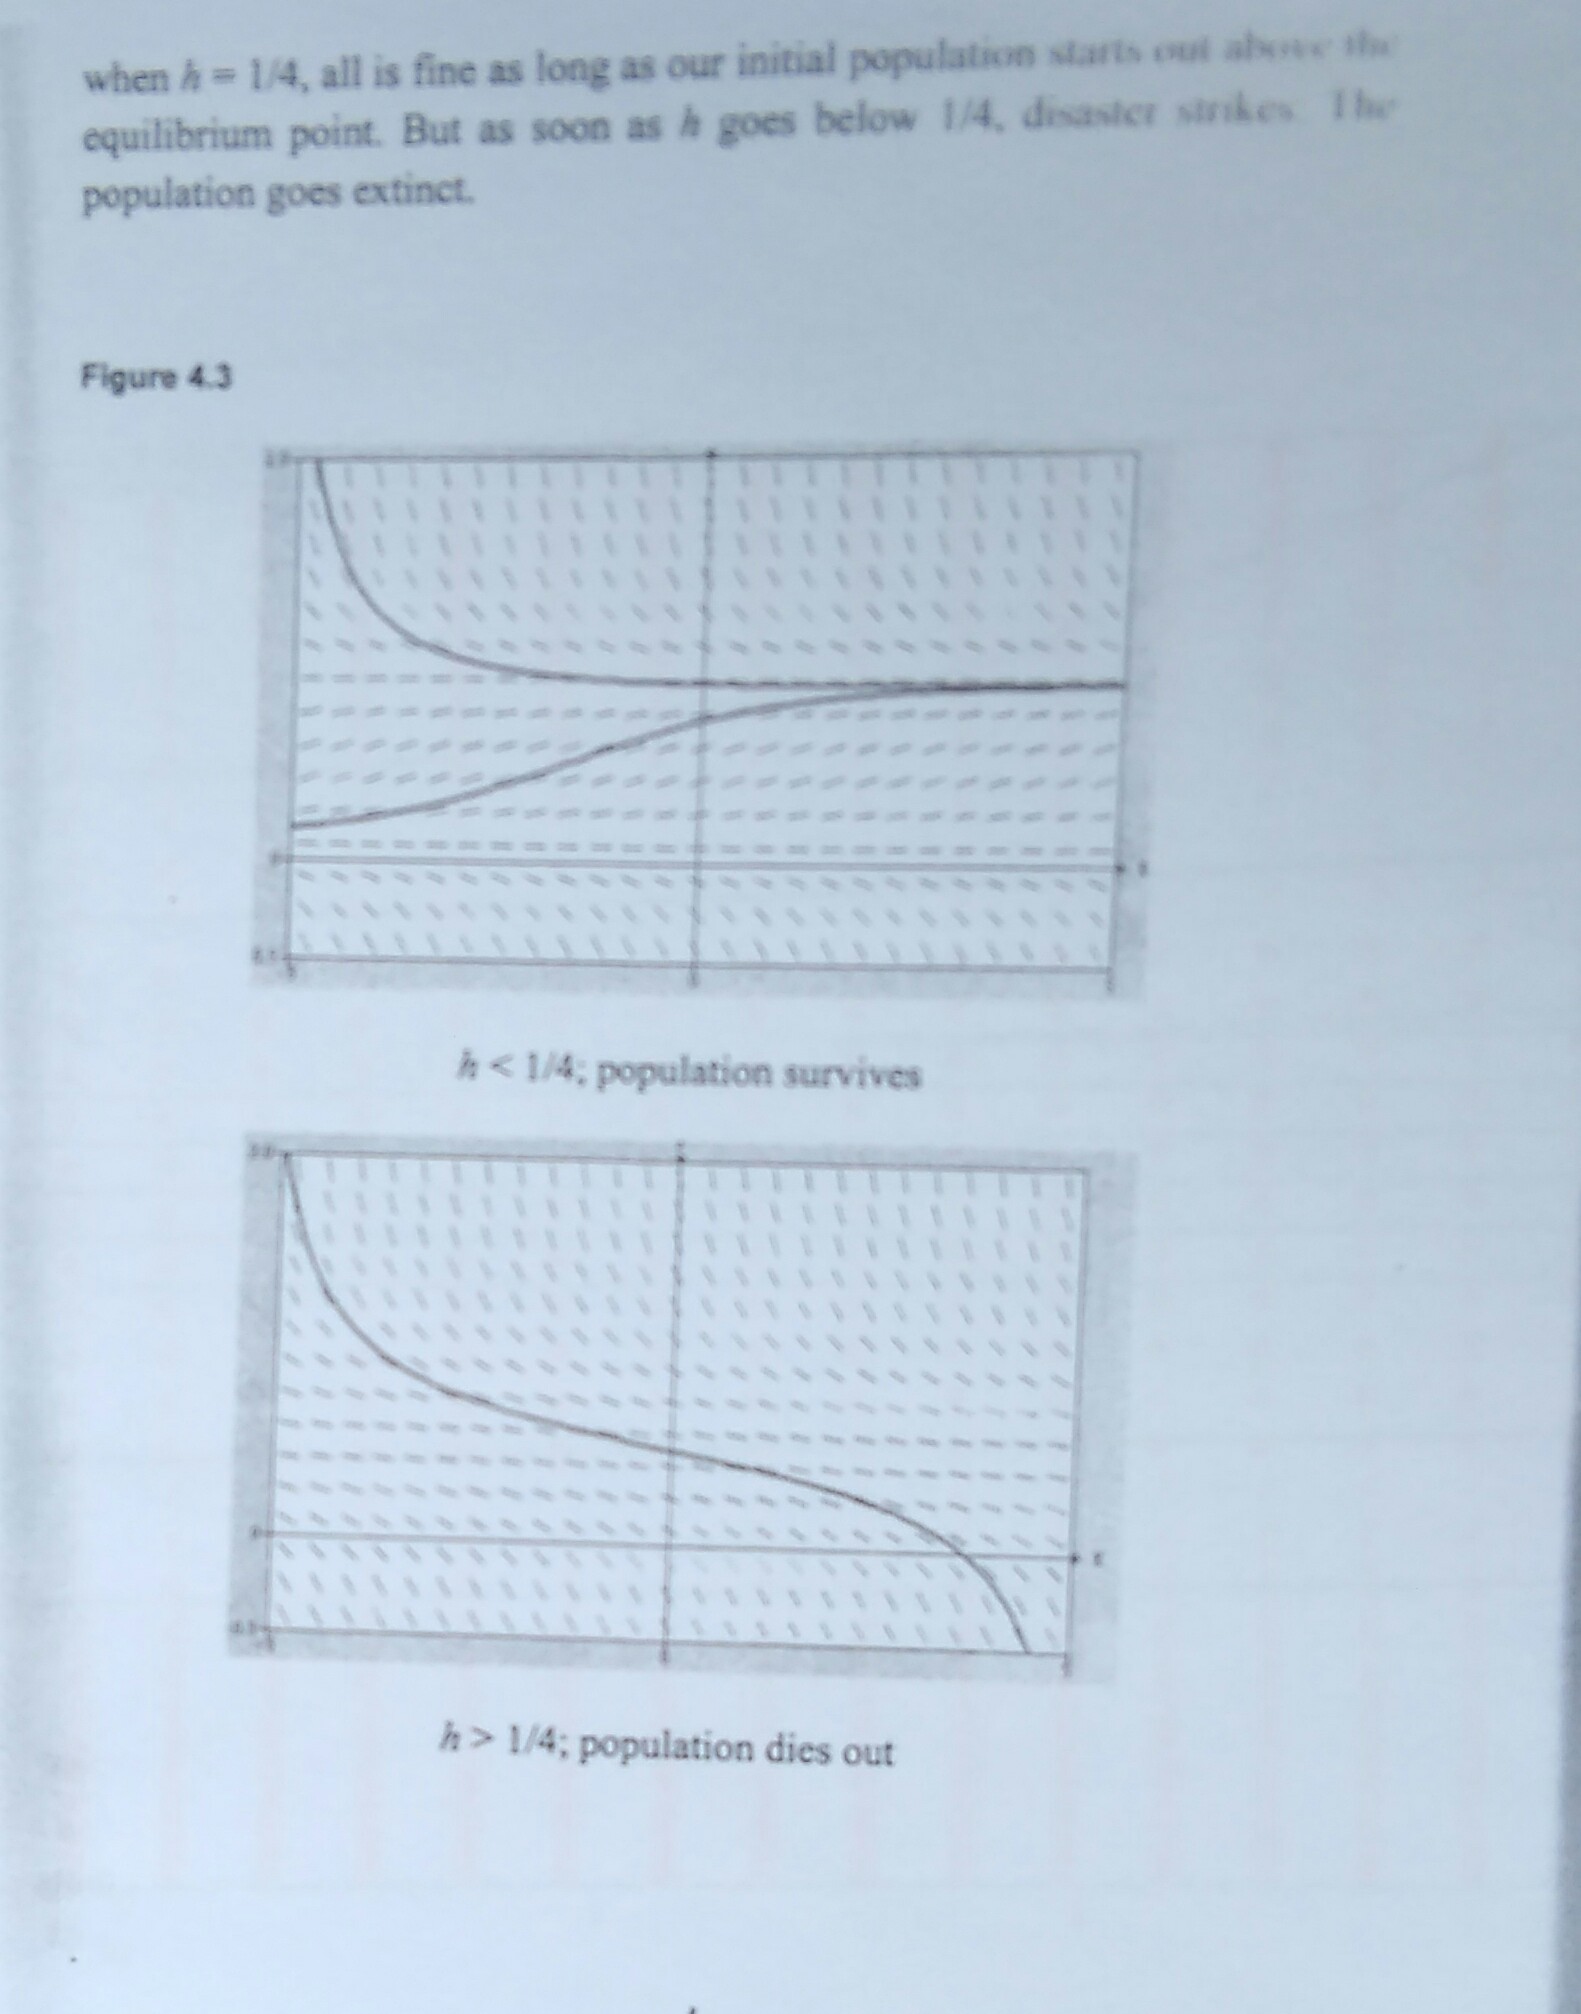 when h = 1/4, all is fine as long as our initial population starts out above the
equilibrium point. But as soon as h goes below 1/4, disaster strikes. The
population goes extinct.
Figure 4.3
h < 1/4; population survives
0
t
h > 1/4; population dies out